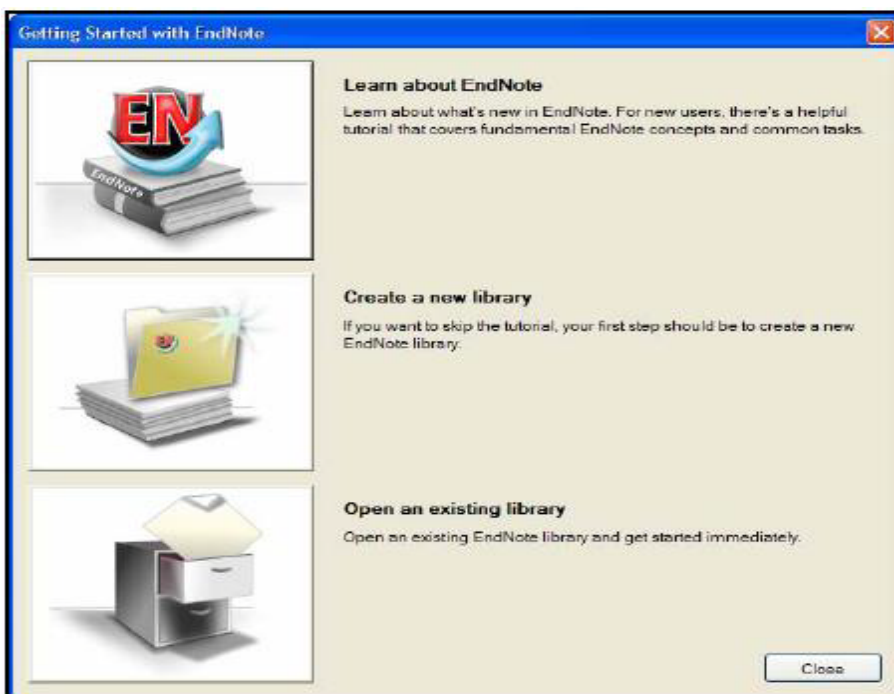 Getting Started with EndNote
EN
EndNote
Learn about EndNote
Learn about what's new in EndNote. For new users, there's a helpful
tutorial that covers fundamental EndNote concepts and common tasks.
EN
Create a new library
If you want to skip the tutorial, your first step should be to create a new
EndNote library.
Open an existing library
Open an existing EndNote library and get started immediately.
Close